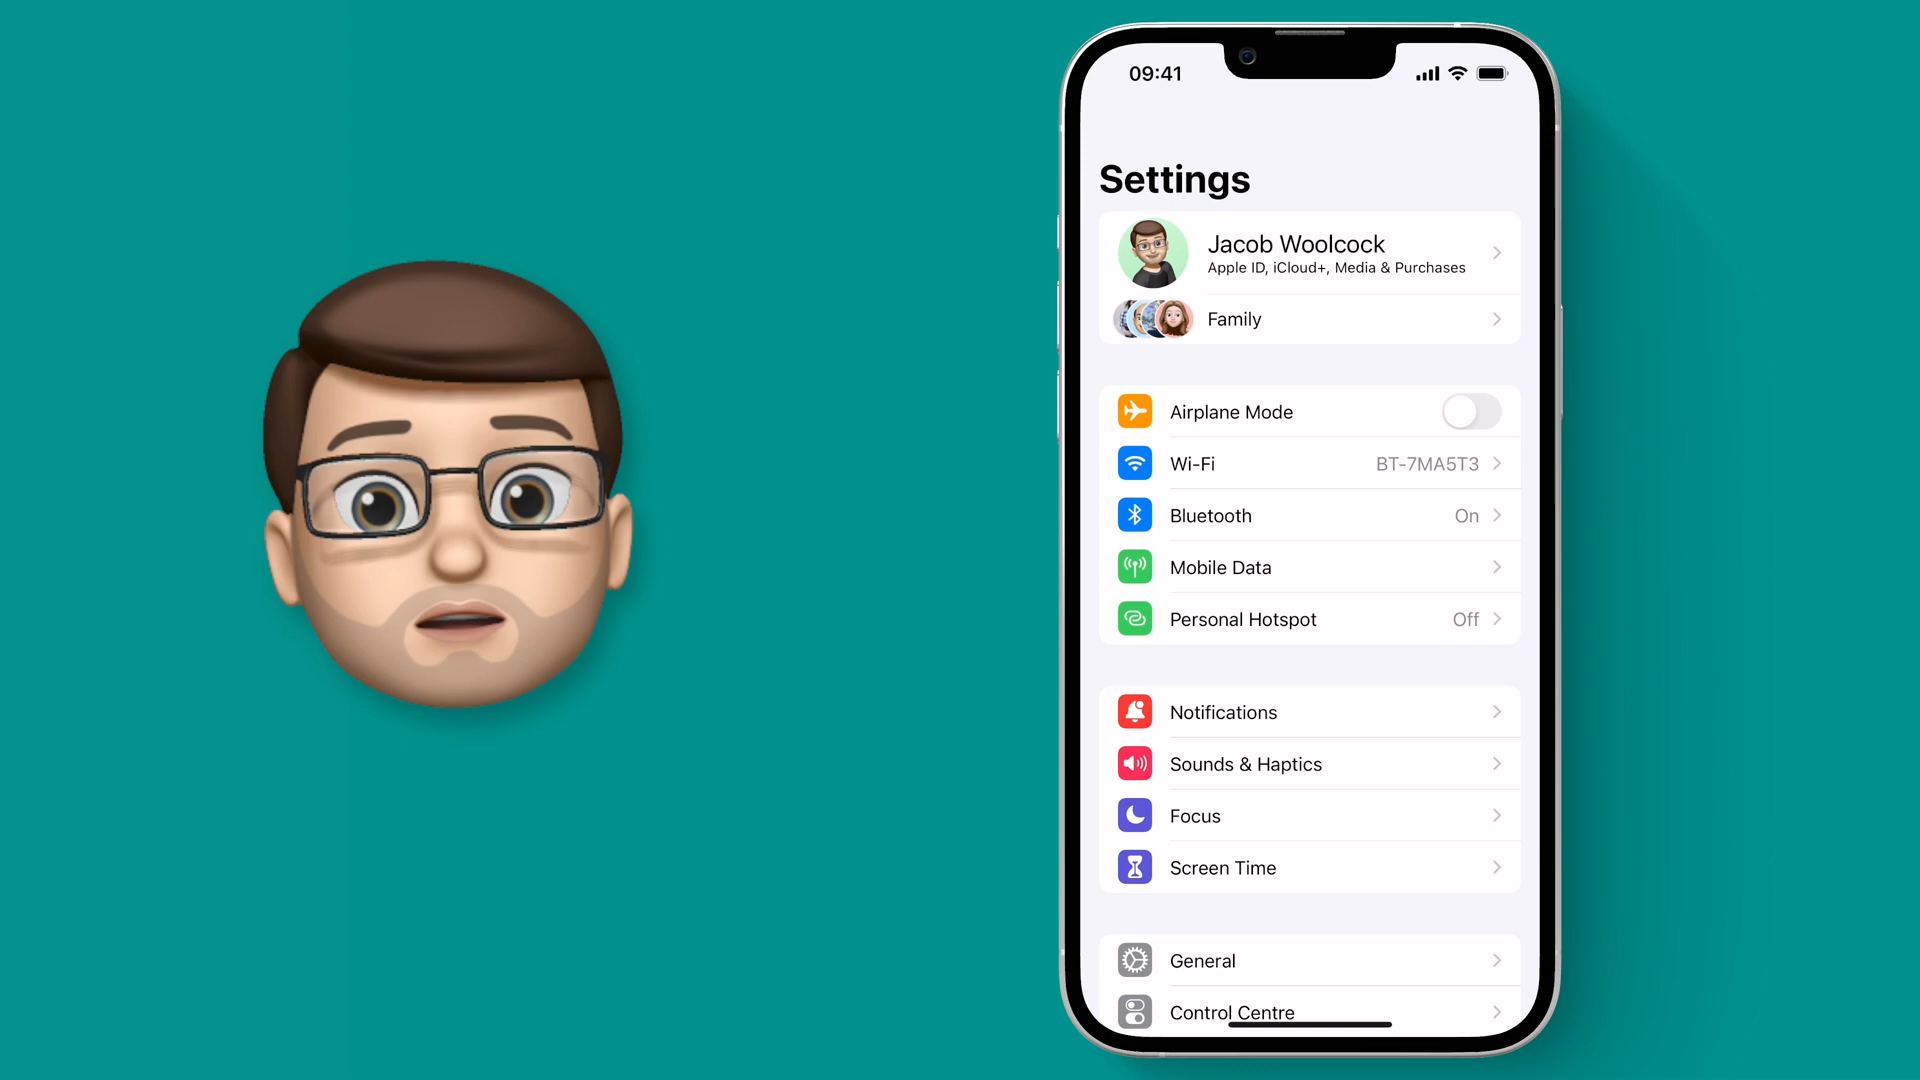 09:41
Settings
Jacob Woolcock
Apple ID, iCloud+, Media & Purchases
Family
Airplane Mode
Wi-Fi BT-7MA5T3
Bluetooth On
Mobile Data
Personal Hotspot Off
Notifications
Sounds & Haptics
Focus
Screen Time
General
Control Centre